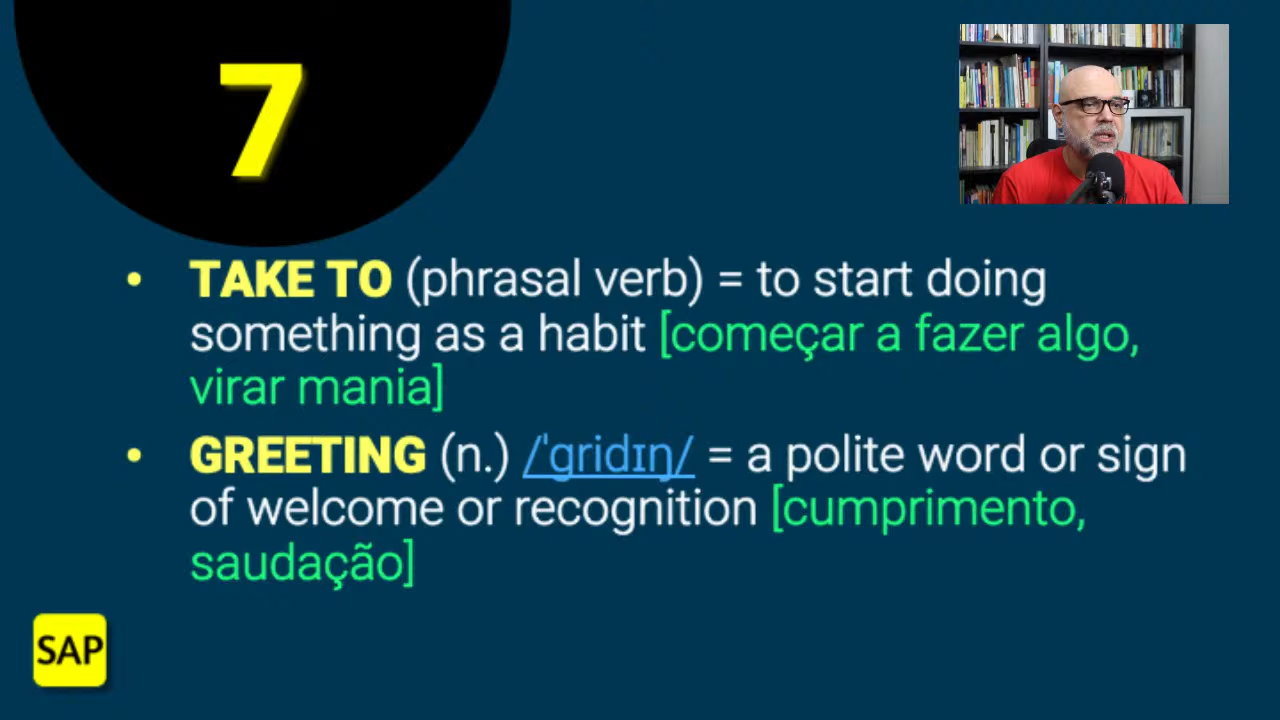 7
• TAKE TO (phrasal verb) = to start doing
something as a habit [começar a fazer algo,
virar mania]
• GREETING (n.) /ˈgridɪŋ/ = a polite word or sign
of welcome or recognition [cumprimento,
saudação]
SAP